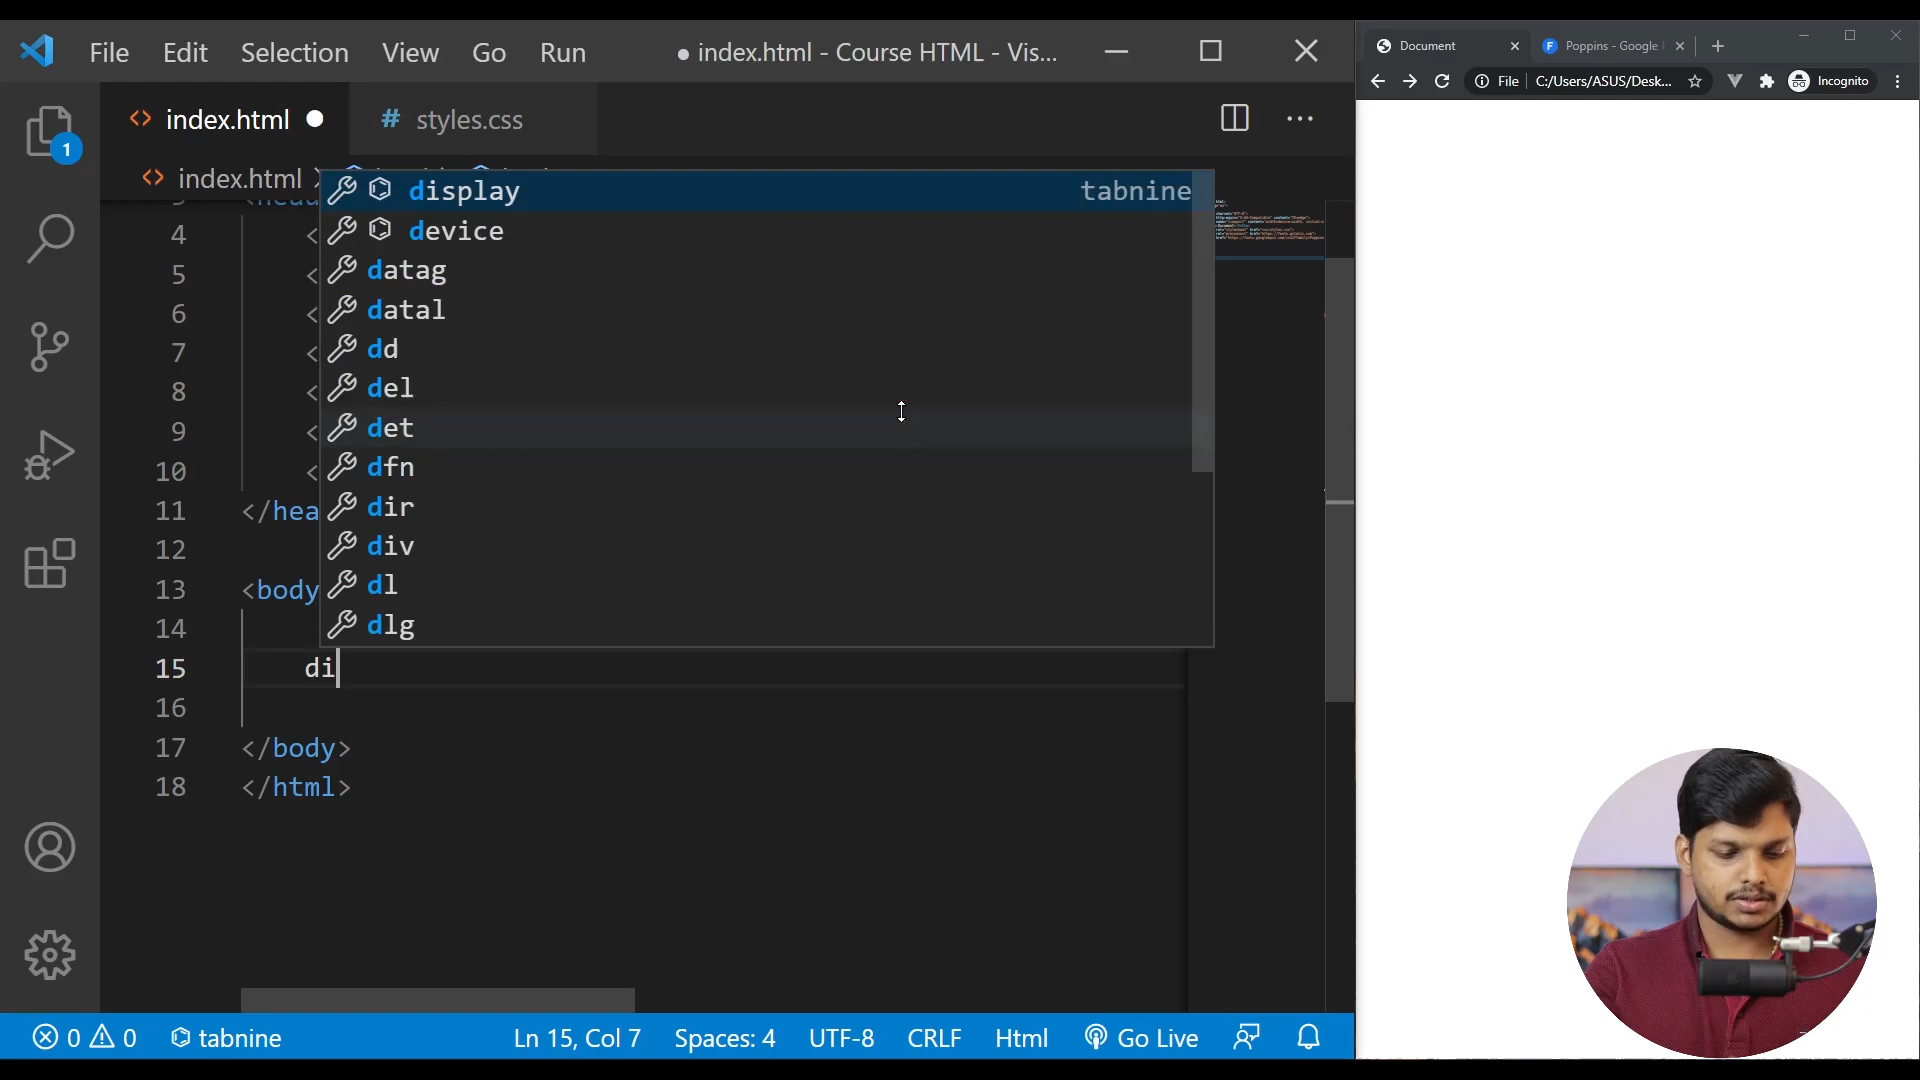 File Edit Selection View Go Run ● index.html - Course HTML - Vis...
<> index.html ● # styles.css
<> index.html >
1
display tabnine
device
datag
datal
dd
del
det
dfn
dir
div
dl
dlg
4 <
5 <
6 <
7 <
8 <
9 <
10 <
11 </hea
12
13 <body
14
15 di
16
17 </body>
18 </html>
0 0 tabnine Ln 15, Col 7 Spaces: 4 UTF-8 CRLF Html Go Live
Document Poppins - Google
File C:/Users/ASUS/Desk... Incognito